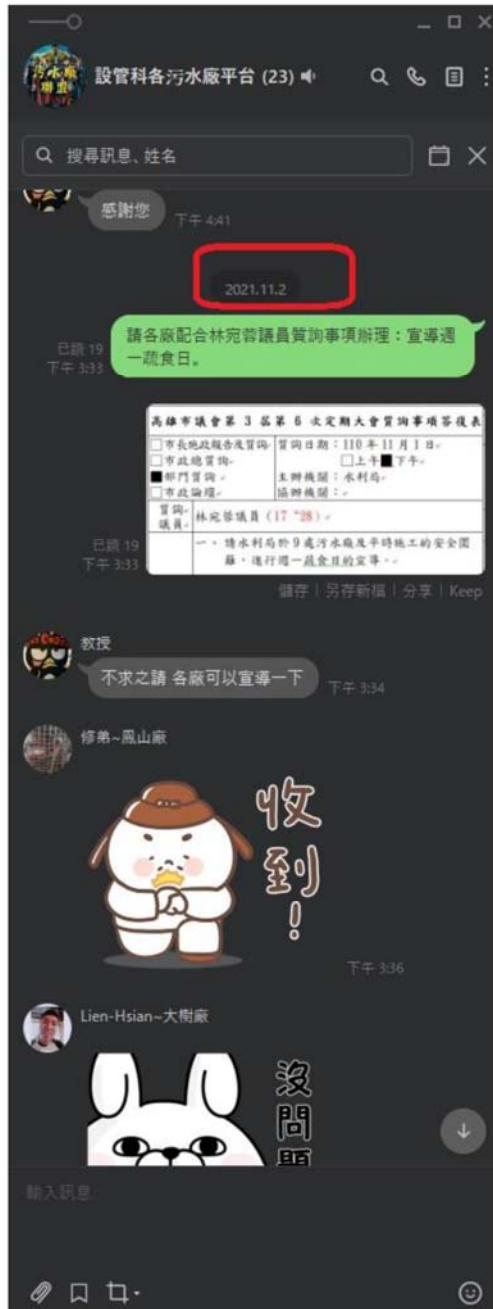 污水廠
聯盟
設管科各污水廠平台 (23)
搜尋訊息、姓名
感謝您
下午 4:41
2021.11.2
請各廠配合林宛蓉議員質詢事項辦理：宣導週
一蔬食日。
已讀 19
下午 3:33
高雄市議會第 3 屆第 6 次定期大會質詢事項答復表
□市長施政報告及質詢
□市政總質詢
■部門質詢
□市政論壇
質詢日期：110 年 11 月 1 日
□上午■下午
主辦機關：水利局
協辦機關：
質詢
議員
林宛蓉議員（17"28）
一、請水利局於 9 處污水廠及平時施工的安全圍
籬，進行週一蔬食日的宣導。
已讀 19
下午 3:33
儲存 | 另存新檔 | 分享 | Keep
教授
不求之請 各廠可以宣導一下
下午 3:34
修弟~鳳山廠
收到!
下午 3:36
Lien-Hsian~大樹廠
沒問題
輸入訊息